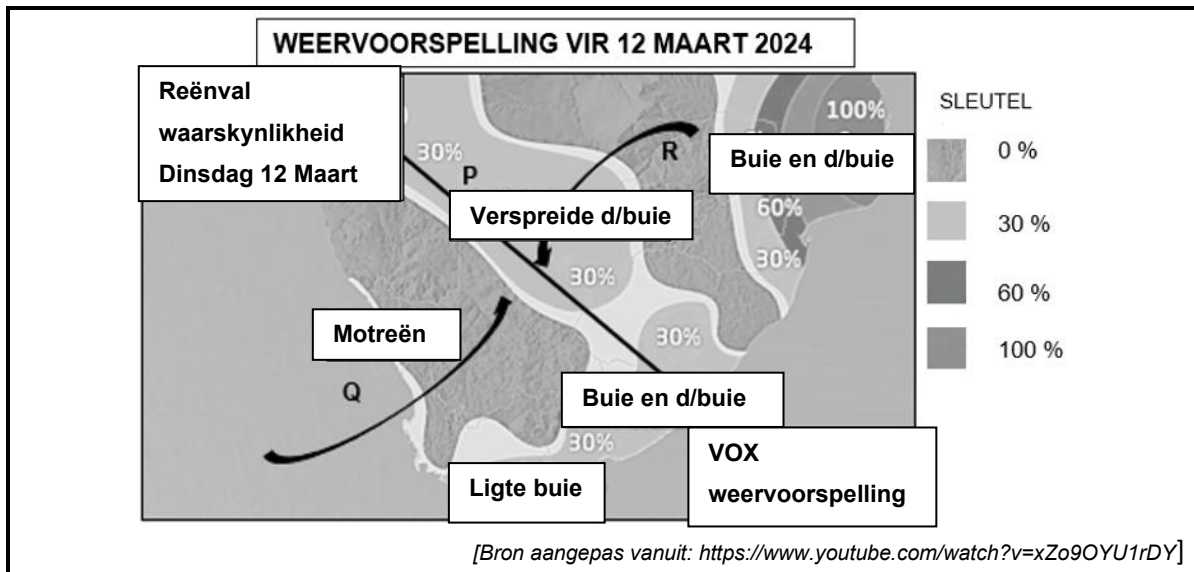 WEERVOORSPELLING VIR 12 MAART 2024
Reënval
waarskynlikheid
Dinsdag 12 Maart
30%
P
R
100%
Buie en d/buie
Verspreide d/buie
60%
30%
30%
30%
Motreën
Q
Buie en d/buie
30%
Ligte buie
VOX
weervoorspelling
SLEUTEL
0 %
30 %
60 %
100 %
[Bron aangepas vanuit: https://www.youtube.com/watch?v=xZo9OYU1rDY]